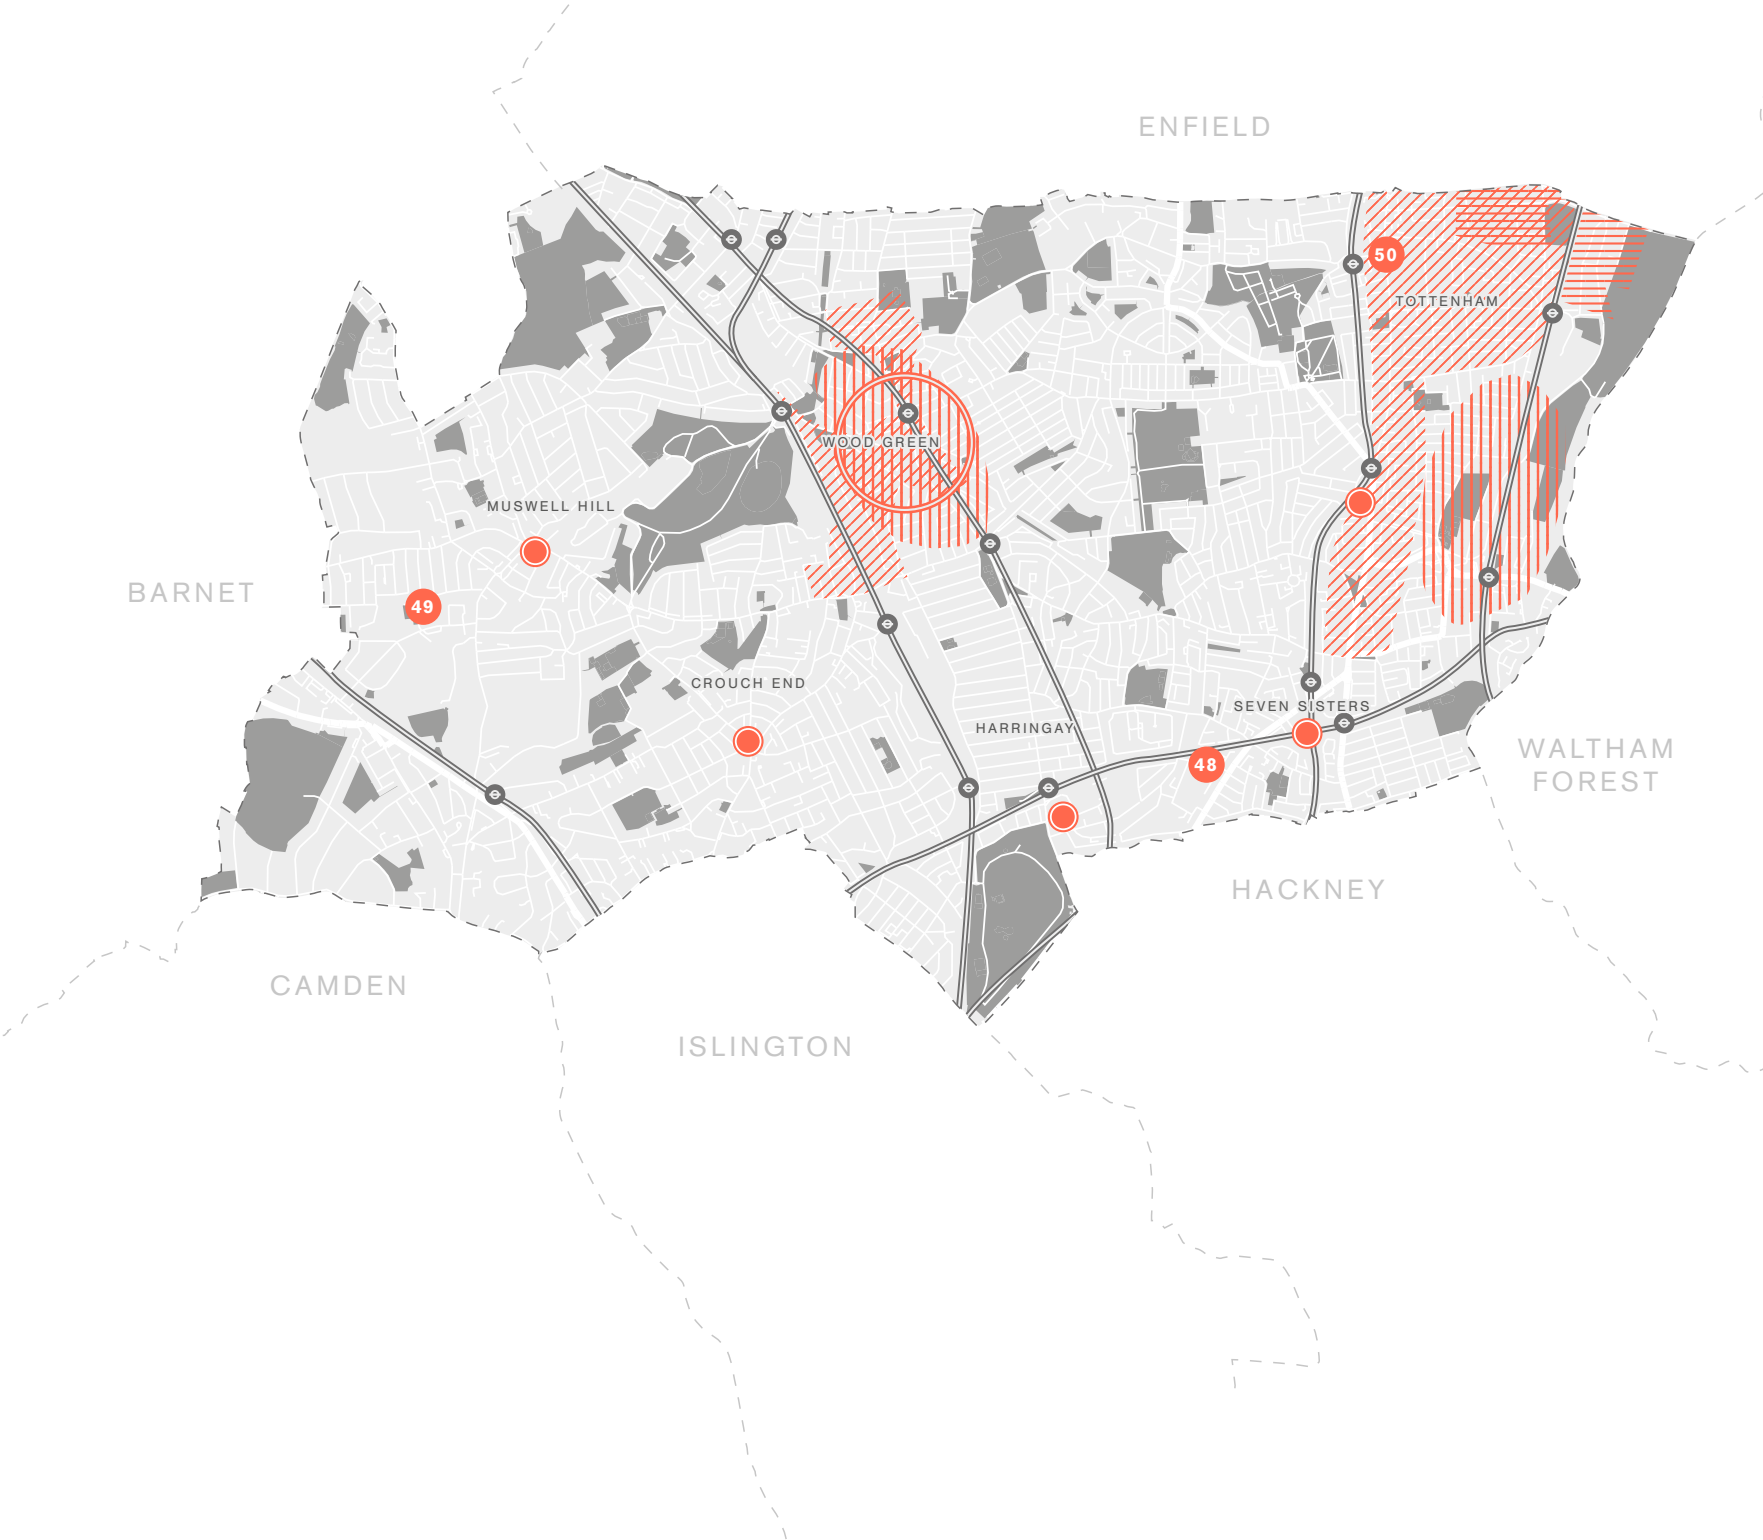 ENFIELD
50
TOTTENHAM
WOOD GREEN
MUSWELL HILL
BARNET
49
CROUCH END
SEVEN SISTERS
HARRINGAY
WALTHAM
FOREST
48
HACKNEY
CAMDEN
ISLINGTON